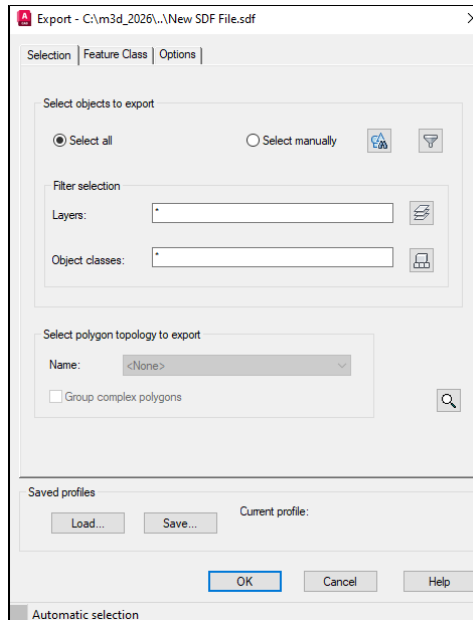 Export - C:\m3d_2026\..\New SDF File.sdf
Selection Feature Class Options
Select objects to export
Select all Select manually
Filter selection
Layers: *
Object classes: *
Select polygon topology to export
Name: <None>
Group complex polygons
Saved profiles
Load... Save... Current profile:
OK Cancel Help
Automatic selection